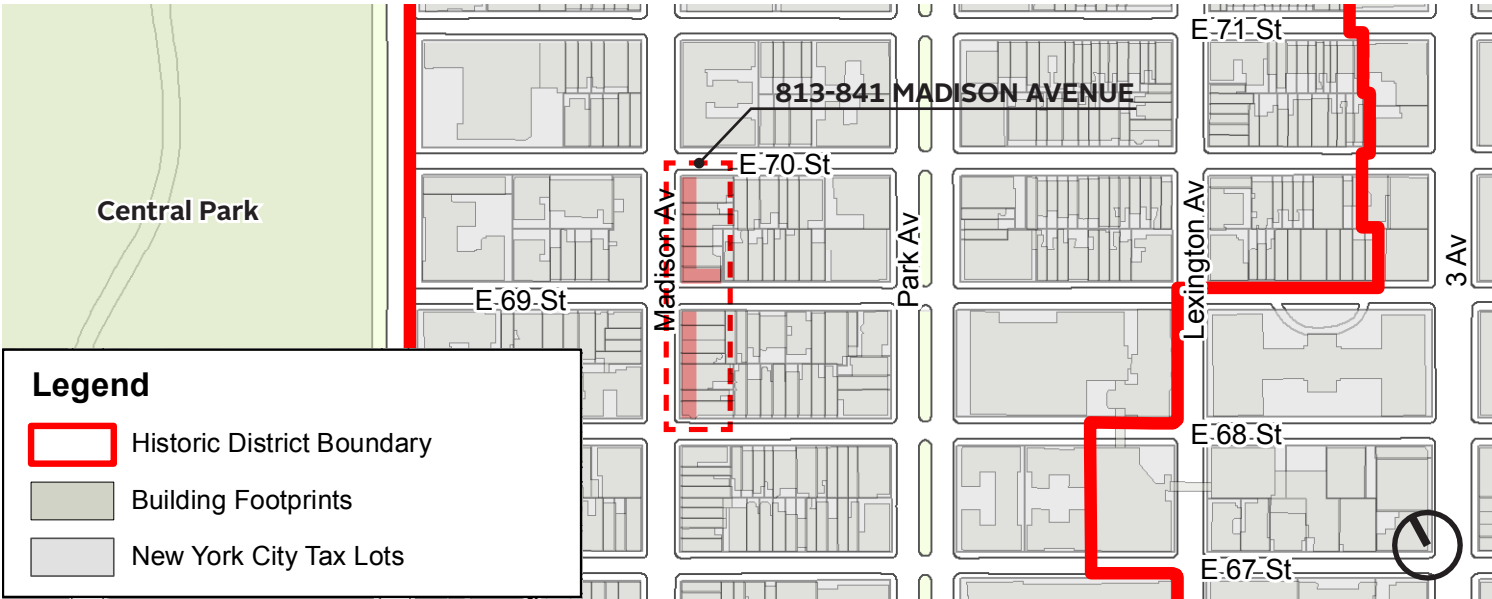 E 71 St
813-841 MADISON AVENUE
E 70 St
Central Park
Madison Av
Park Av
Lexington Av
3 Av
E 69 St
Legend
Historic District Boundary
E 68 St
Building Footprints
New York City Tax Lots
E 67 St